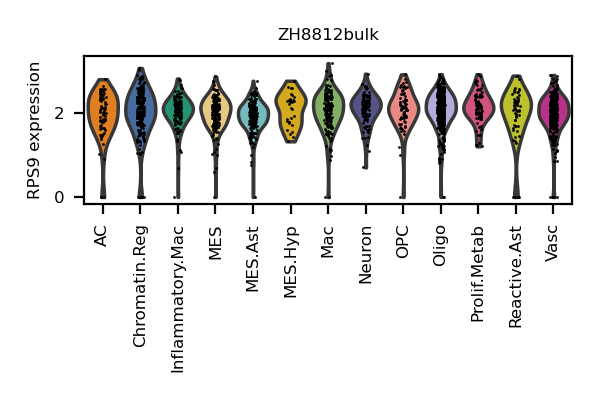 ZH8812bulk
RPS9 expression
2
0
AC
Chromatin.Reg
Inflammatory.Mac
MES
MES.Ast
MES.Hyp
Mac
Neuron
OPC
Oligo
Prolif.Metab
Reactive.Ast
Vasc